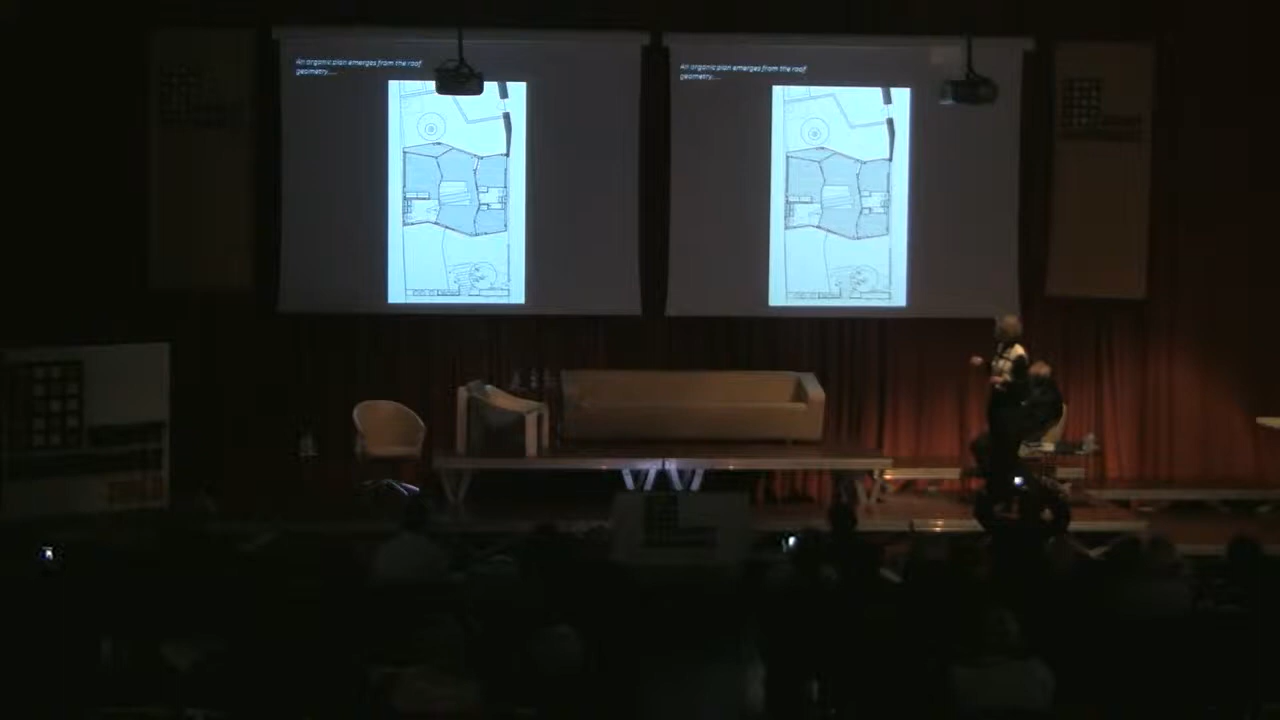 An organic plan emerges from the roof
geometry.....
An organic plan emerges from the roof
geometry.....